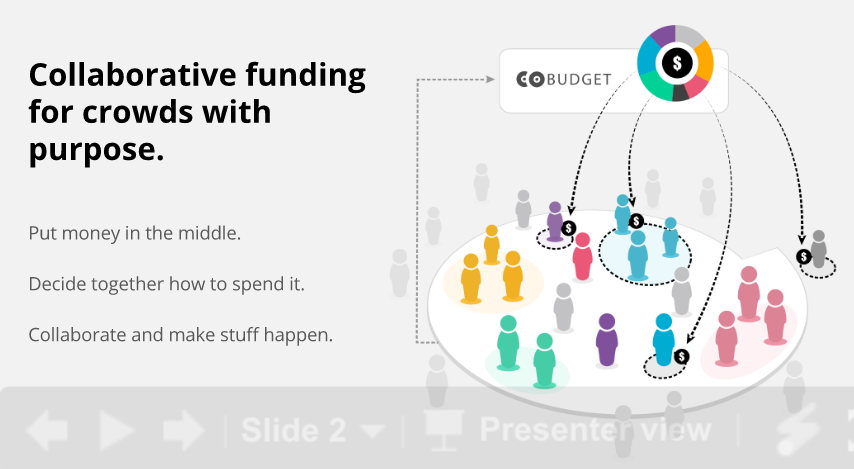 Collaborative funding
for crowds with
purpose.
Put money in the middle.
Decide together how to spend it.
Collaborate and make stuff happen.
COBUDGET
$
$
$
$
$
Slide 2
Presenter view